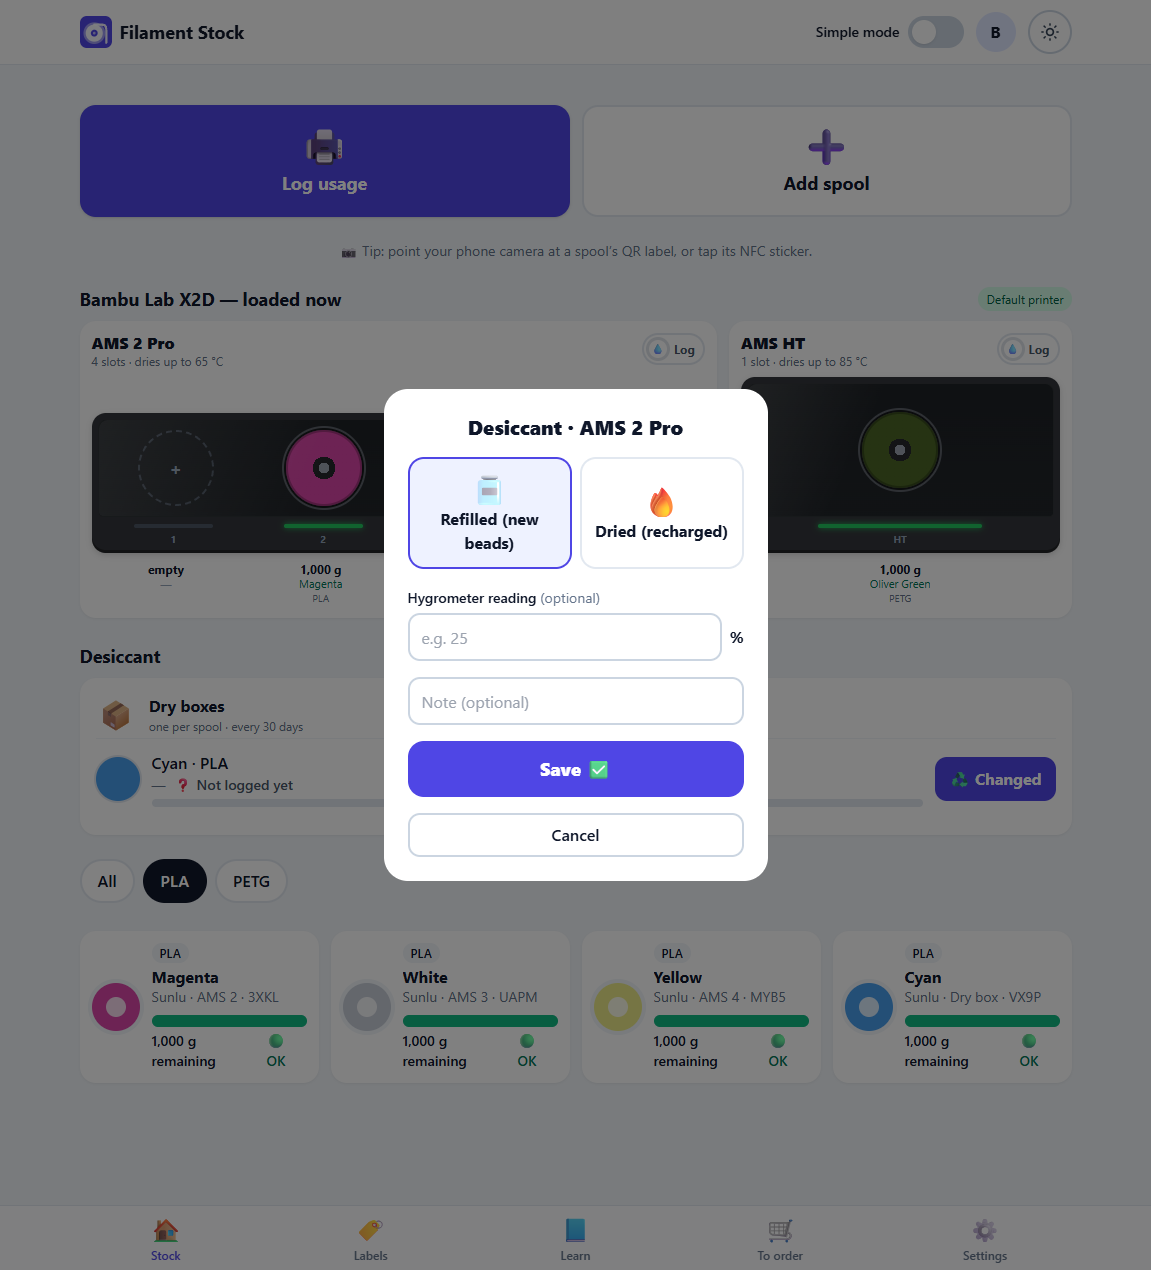 Filament Stock
Simple mode
B
Log usage
Add spool
Tip: point your phone camera at a spool's QR label, or tap its NFC sticker.
Bambu Lab X2D — loaded now
Default printer
AMS 2 Pro
4 slots · dries up to 65 °C
Log
AMS HT
1 slot · dries up to 85 °C
Log
+
1
2
HT
empty
—
1,000 g
Magenta
PLA
1,000 g
Oliver Green
PETG
Desiccant · AMS 2 Pro
Refilled (new
beads)
Dried (recharged)
Hygrometer reading (optional)
e.g. 25
%
Note (optional)
Save
Cancel
Desiccant
Dry boxes
one per spool · every 30 days
Cyan · PLA
— ❓ Not logged yet
Changed
All
PLA
PETG
PLA
Magenta
Sunlu · AMS 2 · 3XKL
1,000 g
remaining
OK
PLA
White
Sunlu · AMS 3 · UAPM
1,000 g
remaining
OK
PLA
Yellow
Sunlu · AMS 4 · MYB5
1,000 g
remaining
OK
PLA
Cyan
Sunlu · Dry box · VX9P
1,000 g
remaining
OK
Stock
Labels
Learn
To order
Settings